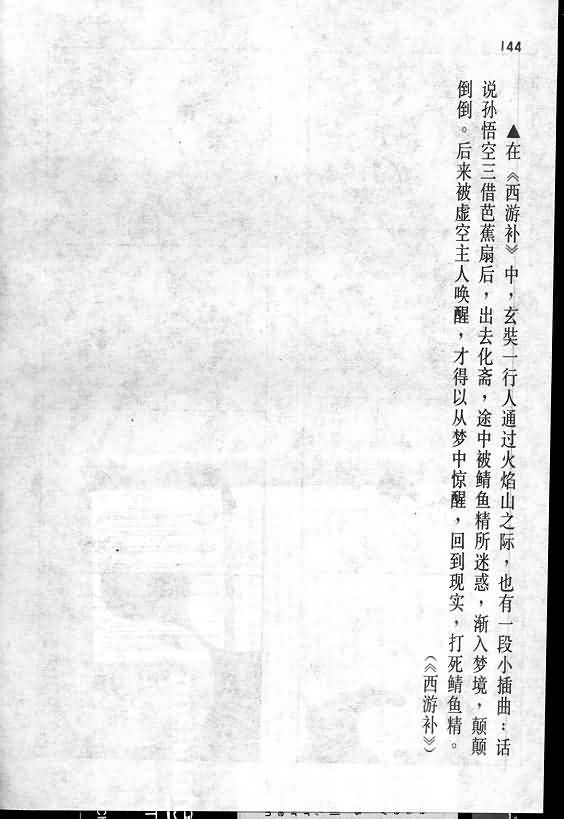 144
▲在《西游补》中，玄奘一行人通过火焰山之际，也有一段小插曲：话
说孙悟空三借芭蕉扇后，出去化斋，途中被鲭鱼精所迷惑，渐入梦境，颠颠
倒倒。后来被虚空主人唤醒，才得以从梦中惊醒，回到现实，打死鲭鱼精。
（《西游补》）